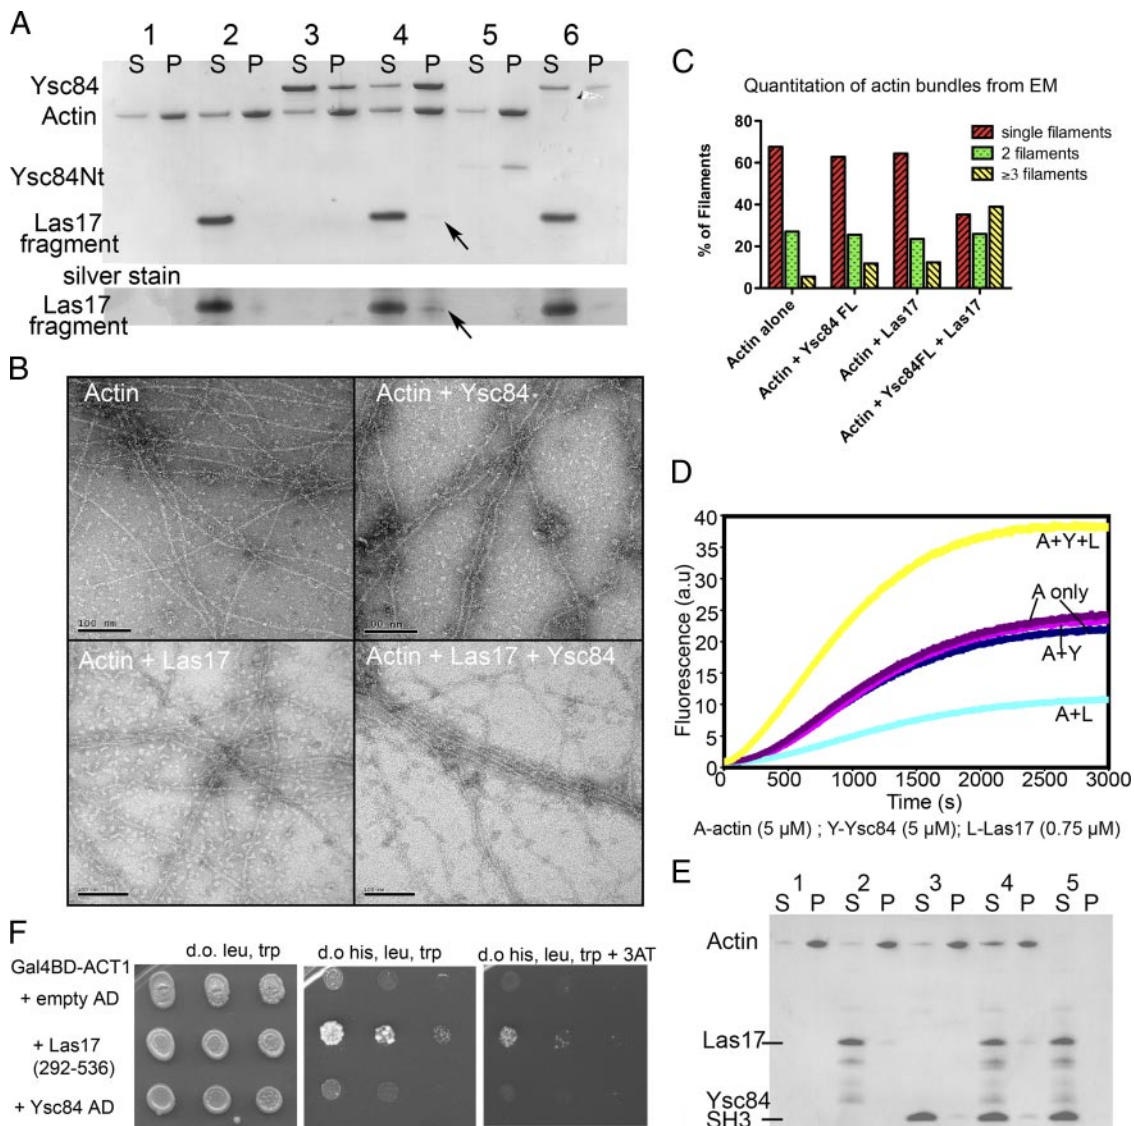 A
1 2 3 4 5 6
S P S P S P S P S P S P
Ysc84
Actin
Ysc84Nt
Las17
fragment
silver stain
Las17
fragment
B
Actin
Actin + Ysc84
100 nm
100 nm
Actin + Las17
Actin + Las17 + Ysc84
100 nm
100 nm
C
Quantitation of actin bundles from EM
single filaments
2 filaments
≥3 filaments
% of Filaments
80
60
40
20
0
Actin alone
Actin + Ysc84 FL
Actin + Las17
Actin + Ysc84FL + Las17
D
Fluorescence (a.u)
40
35
30
25
20
15
10
5
0
0 500 1000 1500 2000 2500 3000
A+Y+L
A only
A+Y
A+L
Time (s)
A-actin (5 µM) ; Y-Ysc84 (5 µM); L-Las17 (0.75 µM)
E
1 2 3 4 5
S P S P S P S P S P
Actin
Las17
Ysc84
SH3
F
d.o. leu, trp
d.o his, leu, trp
d.o his, leu, trp + 3AT
Gal4BD-ACT1
+ empty AD
+ Las17
(292-536)
+ Ysc84 AD